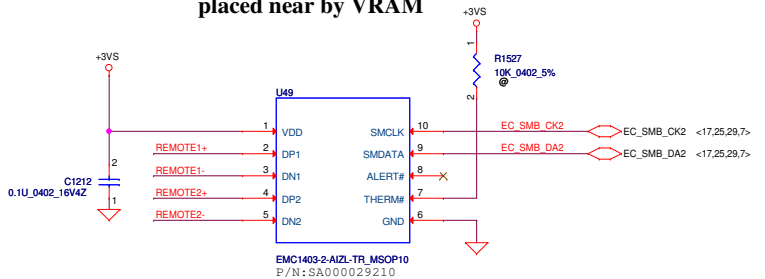 placed near by VRAM
+3VS
R1527
10K_0402_5%
@
1
2
+3VS
U49
1 VDD
SMCLK 10
EC_SMB_CK2
EC_SMB_CK2 <17,25,29,7>
REMOTE1+
2 DP1
SMDATA 9
EC_SMB_DA2
EC_SMB_DA2 <17,25,29,7>
REMOTE1-
3 DN1
ALERT# 8
REMOTE2+
4 DP2
THERM# 7
REMOTE2-
5 DN2
GND 6
2
C1212
0.1U_0402_16V4Z
1
EMC1403-2-AIZL-TR_MSOP10
P/N:SA000029210